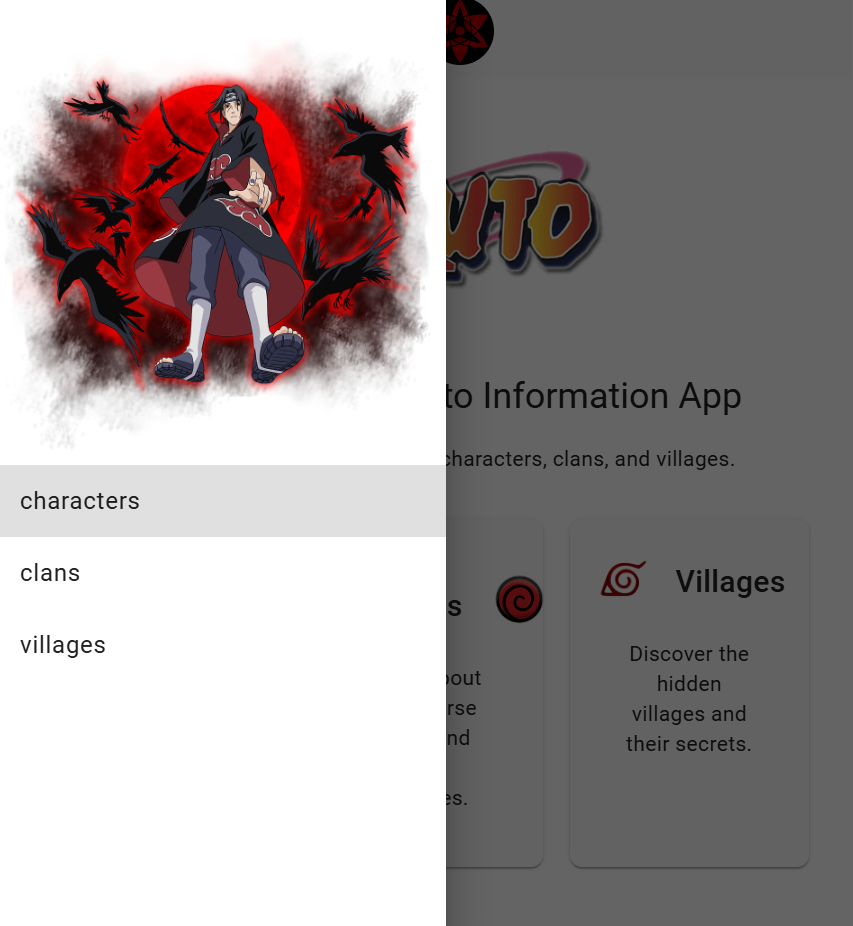 characters
clans
villages
UTO
to Information App
characters, clans, and villages.
s
Villages
out
rse
nd
es.
Discover the
hidden
villages and
their secrets.